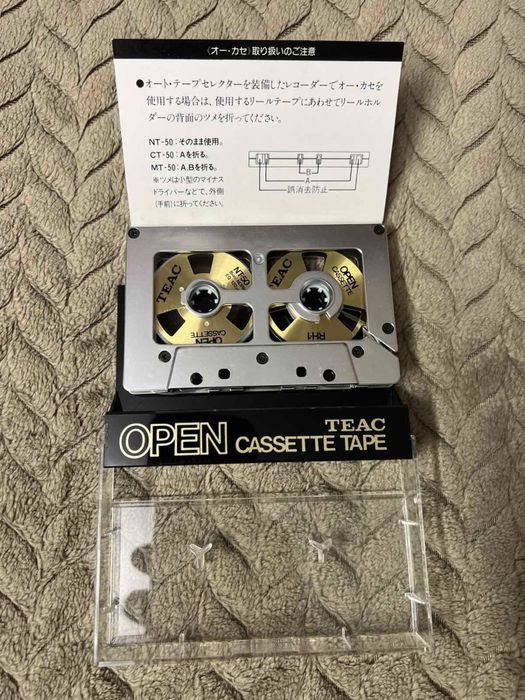 《オー・カセ》取り扱いのご注意
●オート・テープセレクターを装備したレコーダーでオー・カセを
使用する場合は、使用するリールテープにあわせてリールホル
ダーの背面のツメを折ってください。
NT-50:そのまま使用。
CT-50:Aを折る。
MT-50:A.Bを折る。
※ツメは小型のマイナス
ドライバーなどで、外側
(手前)に折ってください。
B
A
誤消去防止
TEAC
NT-50
OPEN
CASSETTE
TEAC
OPEN
CASSETTE
RH-1
TEAC
OPEN CASSETTE TAPE